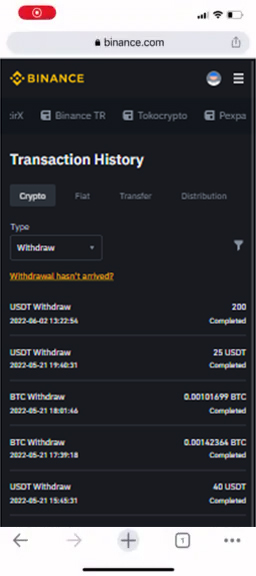 binance.com
BINANCE
Binance TR
Tokocrypto
Pexpa
Transaction History
Crypto
Fiat
Transfer
Distribution
Type
Withdraw
Withdrawal hasn't arrived?
USDT Withdraw
200
2022-06-02 13:22:54
Completed
USDT Withdraw
25 USDT
2022-05-21 19:40:31
Completed
BTC Withdraw
0.00101699 BTC
2022-05-21 18:01:46
Completed
BTC Withdraw
0.00142364 BTC
2022-05-21 17:39:18
Completed
USDT Withdraw
40 USDT
2022-05-21 15:45:31
Completed
1